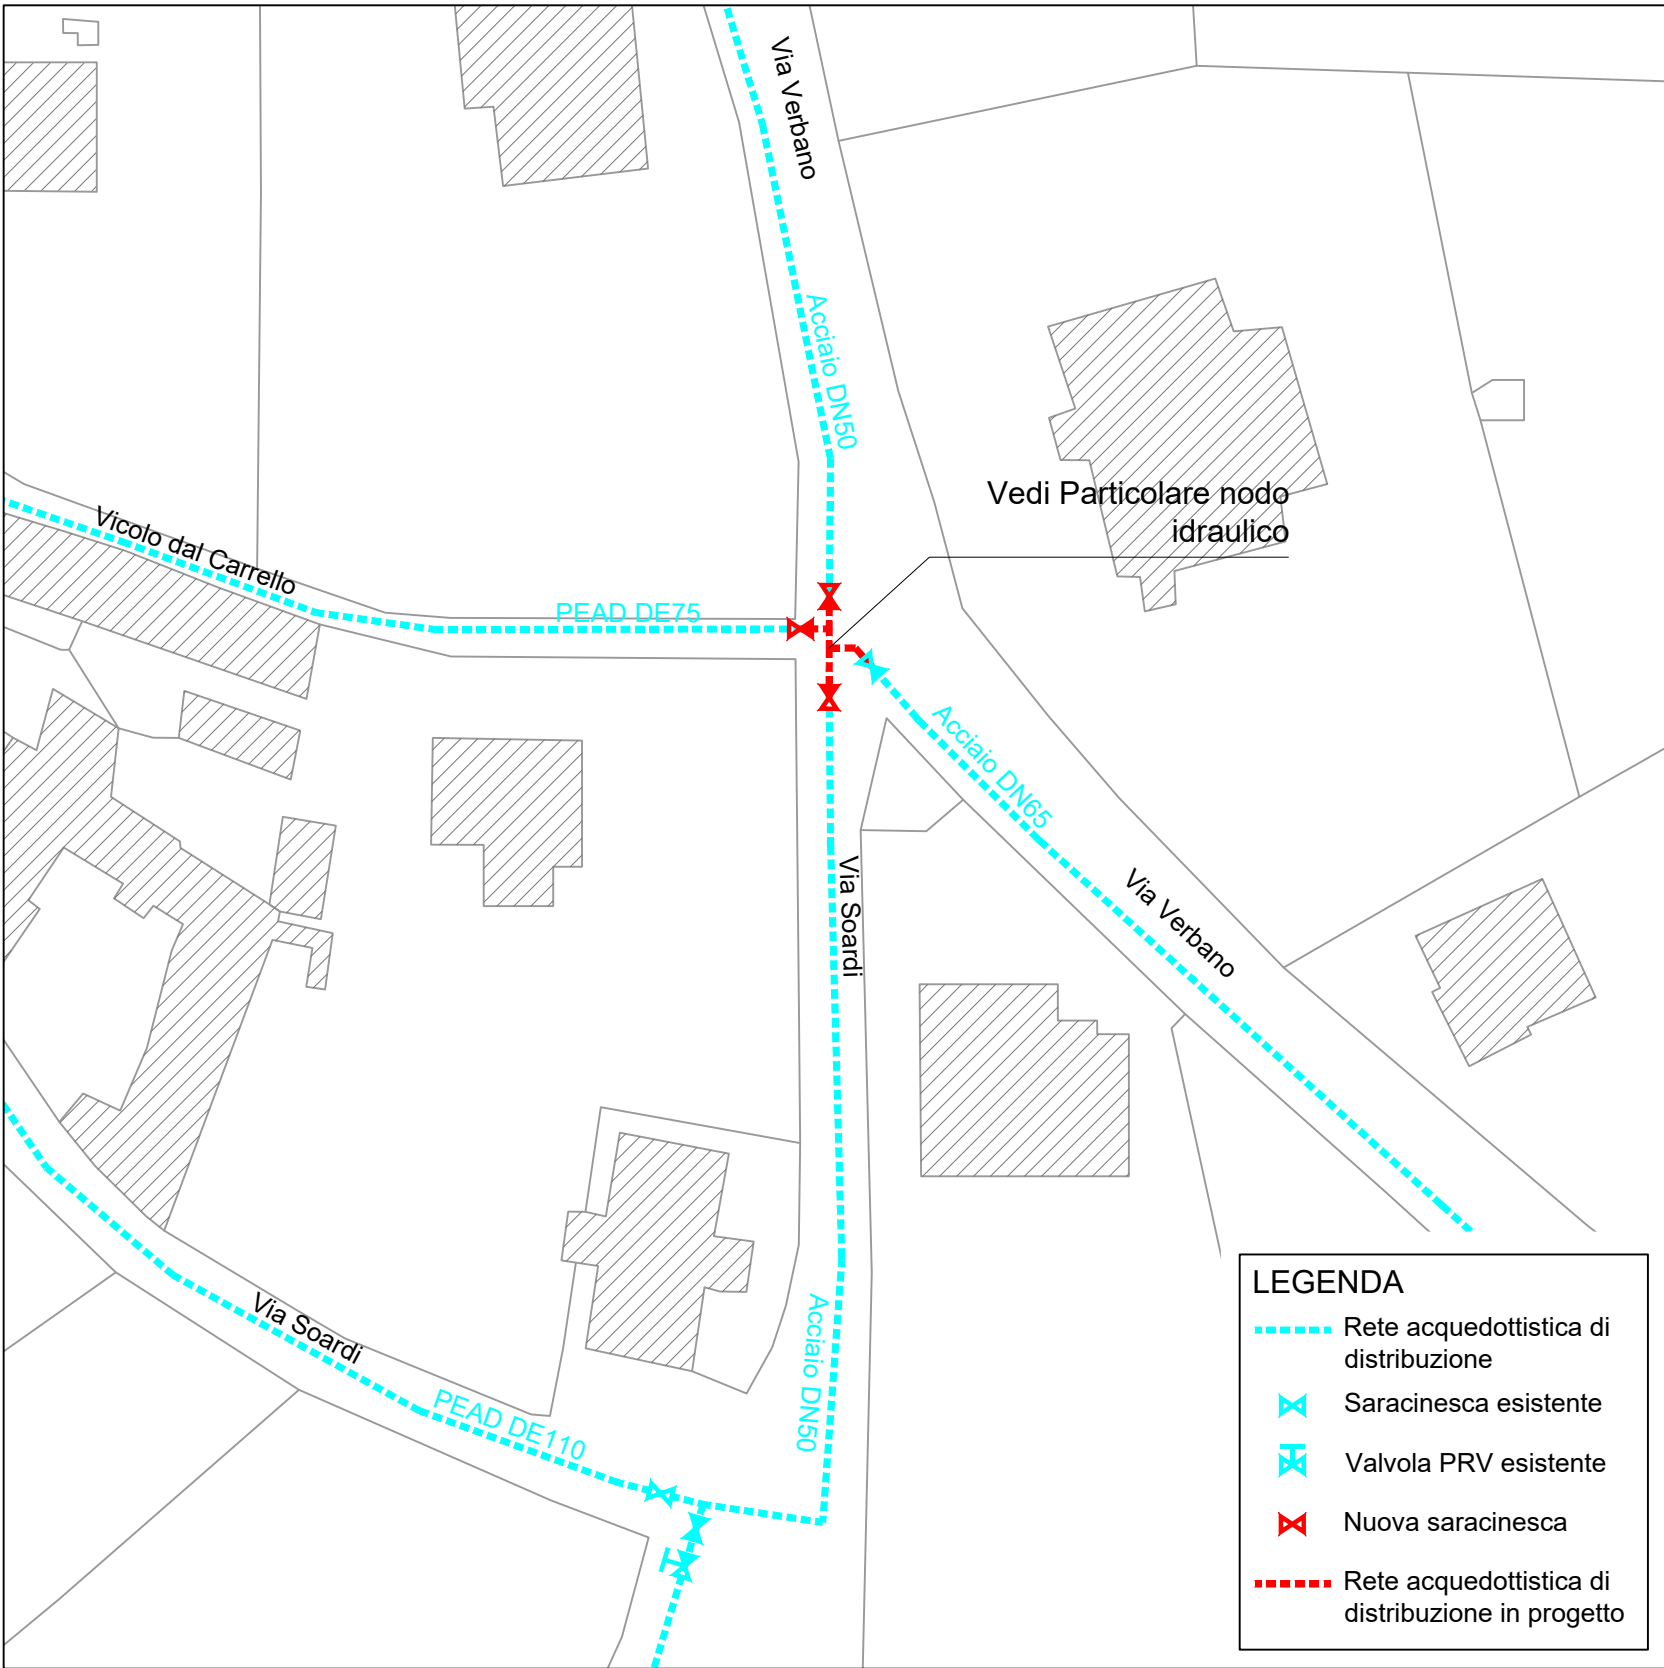 Via Verbano
Acciaio DN50
Vedi Particolare nodo
idraulico
Vicolo dal Carrello
PEAD DE75
Acciaio DN65
Via Soardi
Via Verbano
Via Soardi
Acciaio DN50
PEAD DE110
LEGENDA
Rete acquedottistica di
distribuzione
Saracinesca esistente
Valvola PRV esistente
Nuova saracinesca
Rete acquedottistica di
distribuzione in progetto